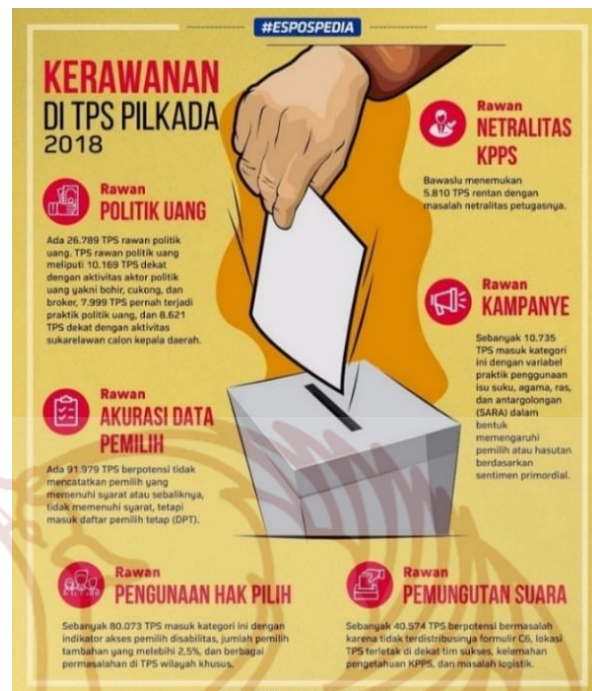 #ESPOSPEDIA
KERAWANAN
DI TPS PILKADA
2018
Rawan
POLITIK UANG
Ada 26.789 TPS rawan politik
uang. TPS rawan politik uang
meliputi 10.169 TPS dekat
dengan aktivitas aktor politik
uang yakni bohir, cukong, dan
broker, 7.999 TPS pernah terjadi
praktik politik uang, dan 8.621
TPS dekat dengan aktivitas
sukarelawan calon kepala daerah.
Rawan
AKURASI DATA
PEMILIH
Ada 91.979 TPS berpotensi tidak
mencatatkan pemilih yang
memenuhi syarat atau sebaliknya,
tidak memenuhi syarat, tetapi
masuk daftar pemilih tetap (DPT).
Rawan
NETRALITAS
KPPS
Bawaslu menemukan
5.810 TPS rentan dengan
masalah netralitas petugasnya.
Rawan
KAMPANYE
Sebanyak 10.735
TPS masuk kategori
ini dengan variabel
praktik penggunaan
isu suku, agama, ras,
dan antargolongan
(SARA) dalam
bentuk
memengaruhi
pemilih atau hasutan
berdasarkan
sentimen primordial.
Rawan
PENGUNAAN HAK PILIH
Sebanyak 80.073 TPS masuk kategori ini dengan
indikator akses pemilih disabilitas, jumlah pemilih
tambahan yang melebihi 2,5%, dan berbagai
permasalahan di TPS wilayah khusus.
Rawan
PEMUNGUTAN SUARA
Sebanyak 40.574 TPS berpotensi bermasalah
karena tidak terdistribusinya formulir C6, lokasi
TPS terletak di dekat tim sukses, kelemahan
pengetahuan KPPS, dan masalah logistik.